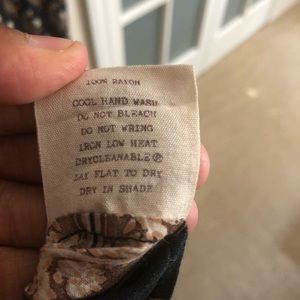 100% RAYON
COOL HAND WASH
DO NOT BLEACH
DO NOT WRING
IRON LOW HEAT
DRYCLEANABLE Ⓟ
LAY FLAT TO DRY
DRY IN SHADE